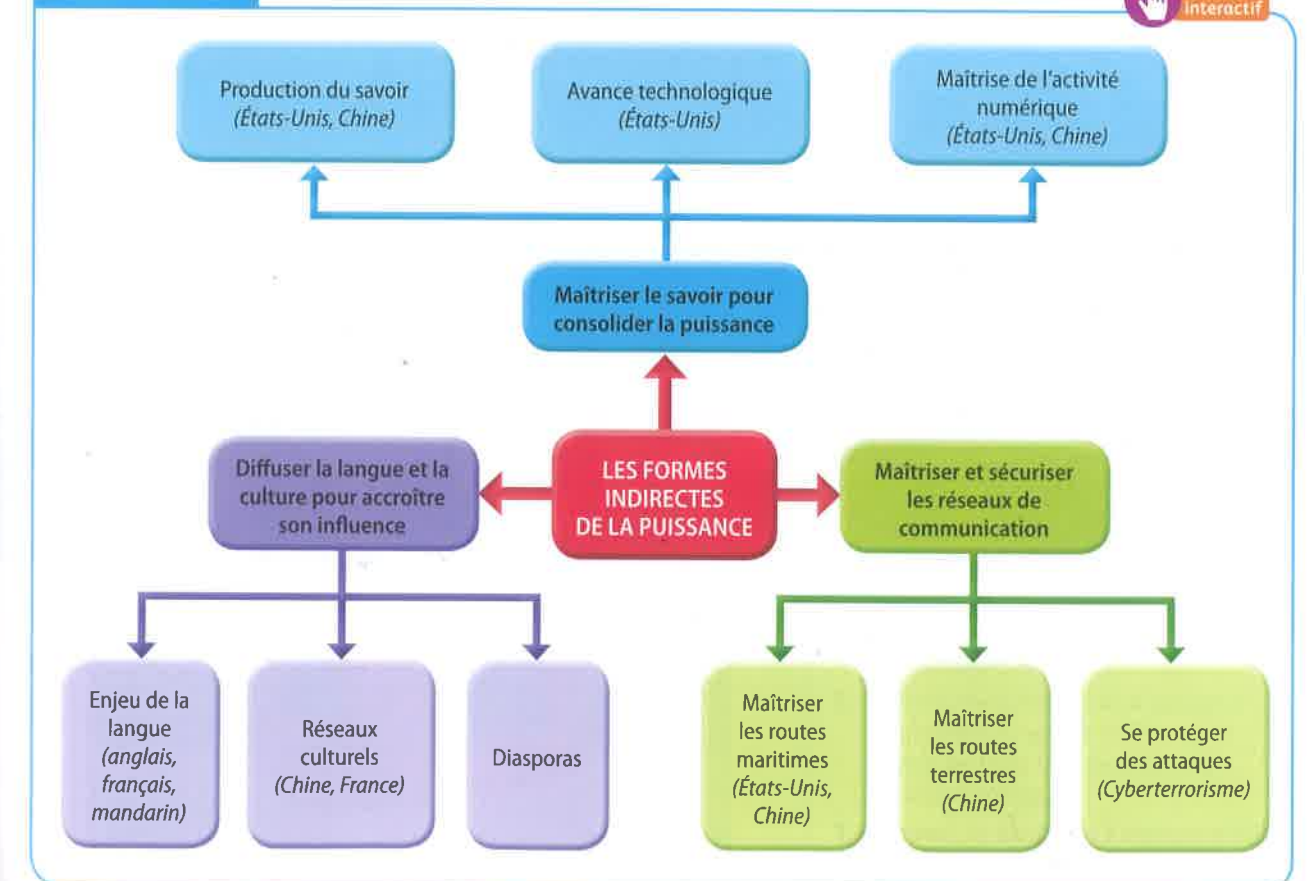 interactif
Production du savoir
(États-Unis, Chine)
Avance technologique
(États-Unis)
Maîtrise de l'activité
numérique
(États-Unis, Chine)
Maîtriser le savoir pour
consolider la puissance
Diffuser la langue et la
culture pour accroître
son influence
LES FORMES
INDIRECTES
DE LA PUISSANCE
Maîtriser et sécuriser
les réseaux de
communication
Enjeu de la
langue
(anglais,
français,
mandarin)
Réseaux
culturels
(Chine, France)
Diasporas
Maîtriser
les routes
maritimes
(États-Unis,
Chine)
Maîtriser
les routes
terrestres
(Chine)
Se protéger
des attaques
(Cyberterrorisme)